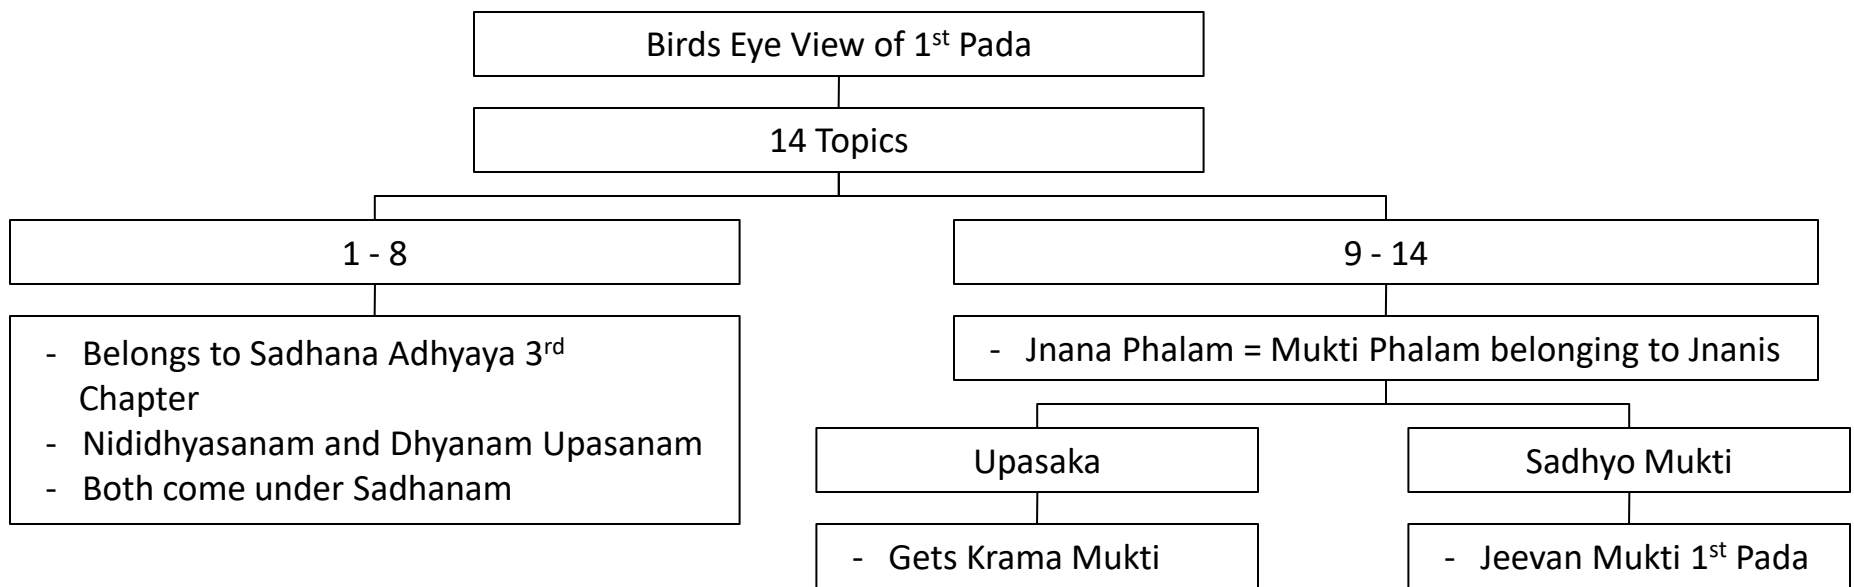 Birds Eye View of 1st Pada
14 Topics
1 - 8
9 - 14
- Belongs to Sadhana Adhyaya 3rd
Chapter
- Nididhyasanam and Dhyanam Upasanam
- Both come under Sadhanam
- Jnana Phalam = Mukti Phalam belonging to Jnanis
Upasaka
Sadhyo Mukti
- Gets Krama Mukti
- Jeevan Mukti 1st Pada